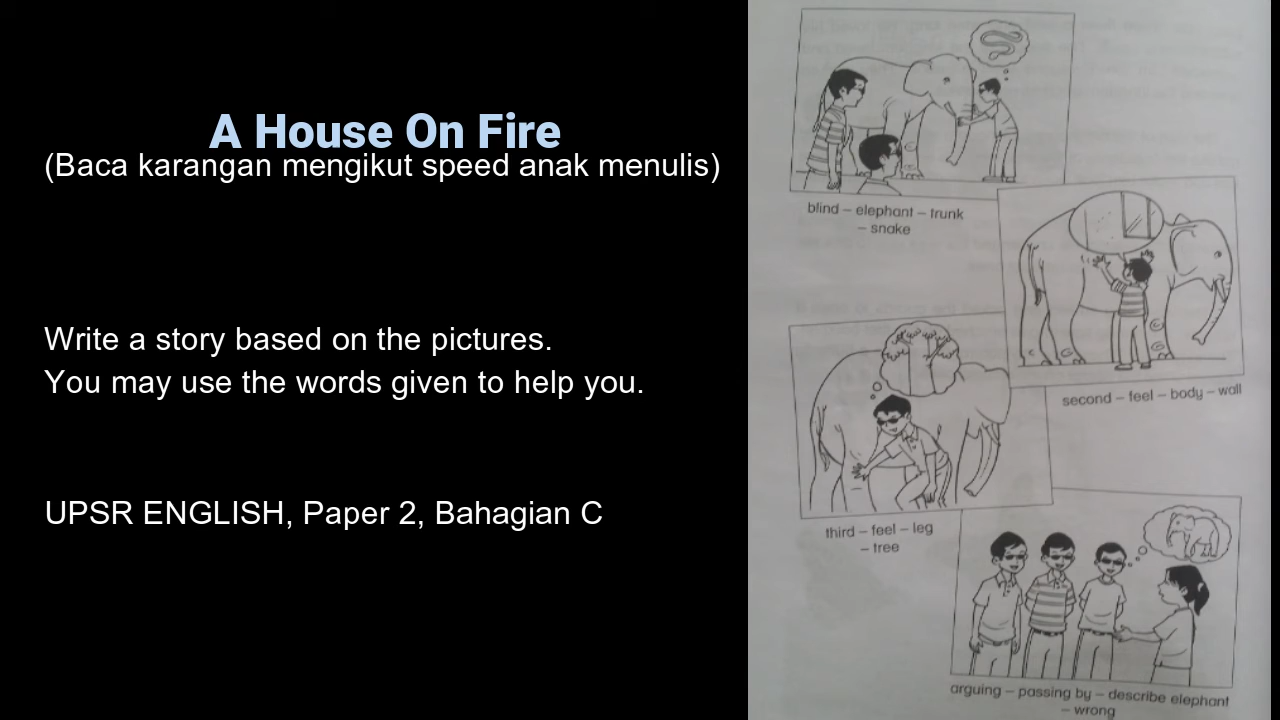 A House On Fire
(Baca karangan mengikut speed anak menulis)
Write a story based on the pictures.
You may use the words given to help you.
UPSR ENGLISH, Paper 2, Bahagian C
blind – elephant – trunk
– snake
second – feel – body – wall
third – feel – leg
– tree
arguing – passing by – describe elephant
– wrong